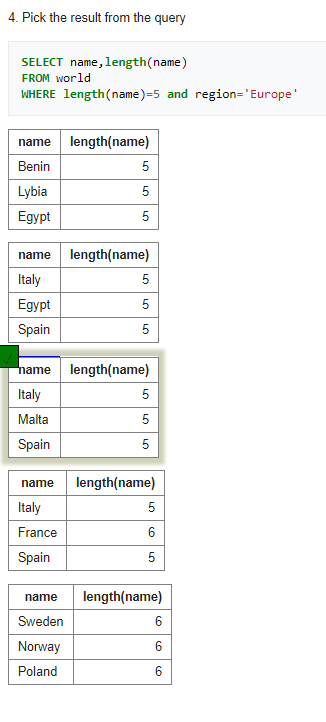 4. Pick the result from the query
SELECT name,length(name)
FROM world
WHERE length(name)=5 and region='Europe'
name length(name)
Benin 5
Lybia 5
Egypt 5
name length(name)
Italy 5
Egypt 5
Spain 5
name length(name)
Italy 5
Malta 5
Spain 5
name length(name)
Italy 5
France 6
Spain 5
name length(name)
Sweden 6
Norway 6
Poland 6